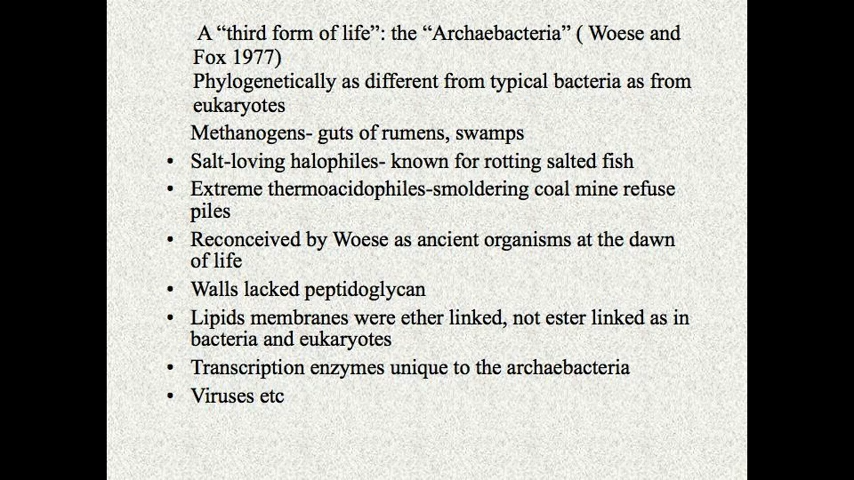 A “third form of life”: the “Archaebacteria” ( Woese and
Fox 1977)
Phylogenetically as different from typical bacteria as from
eukaryotes
Methanogens- guts of rumens, swamps
• Salt-loving halophiles- known for rotting salted fish
• Extreme thermoacidophiles-smoldering coal mine refuse
piles
• Reconceived by Woese as ancient organisms at the dawn
of life
• Walls lacked peptidoglycan
• Lipids membranes were ether linked, not ester linked as in
bacteria and eukaryotes
• Transcription enzymes unique to the archaebacteria
• Viruses etc